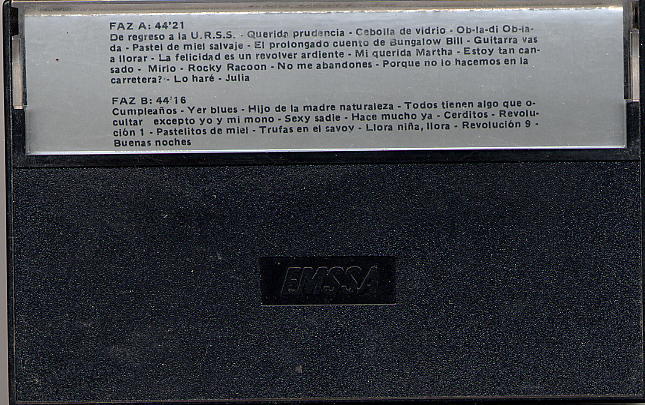 FAZ A: 44'21
De regreso a la U.R.S.S. - Querida prudencia - Cebolla de vidrio - Ob-la-di Ob-la-
da - Pastel de miel salvaje - El prolongado cuento de Bungalow Bill - Guitarra vas
a llorar - La felicidad es un revolver ardiente - Mi querida Martha - Estoy tan can-
sado - Mirlo - Rocky Racoon - No me abandones - Porque no lo hacemos en la
carretera? - Lo haré - Julia
FAZ B: 44'16
Cumpleaños - Yer blues - Hijo de la madre naturaleza - Todos tienen algo que o-
cultar excepto yo y mi mono - Sexy sadie - Hace mucho ya - Cerditos - Revolu-
ción 1 - Pastelitos de miel - Trufas en el savoy - Llora niña, llora - Revolución 9 -
Buenas noches
EMSSA